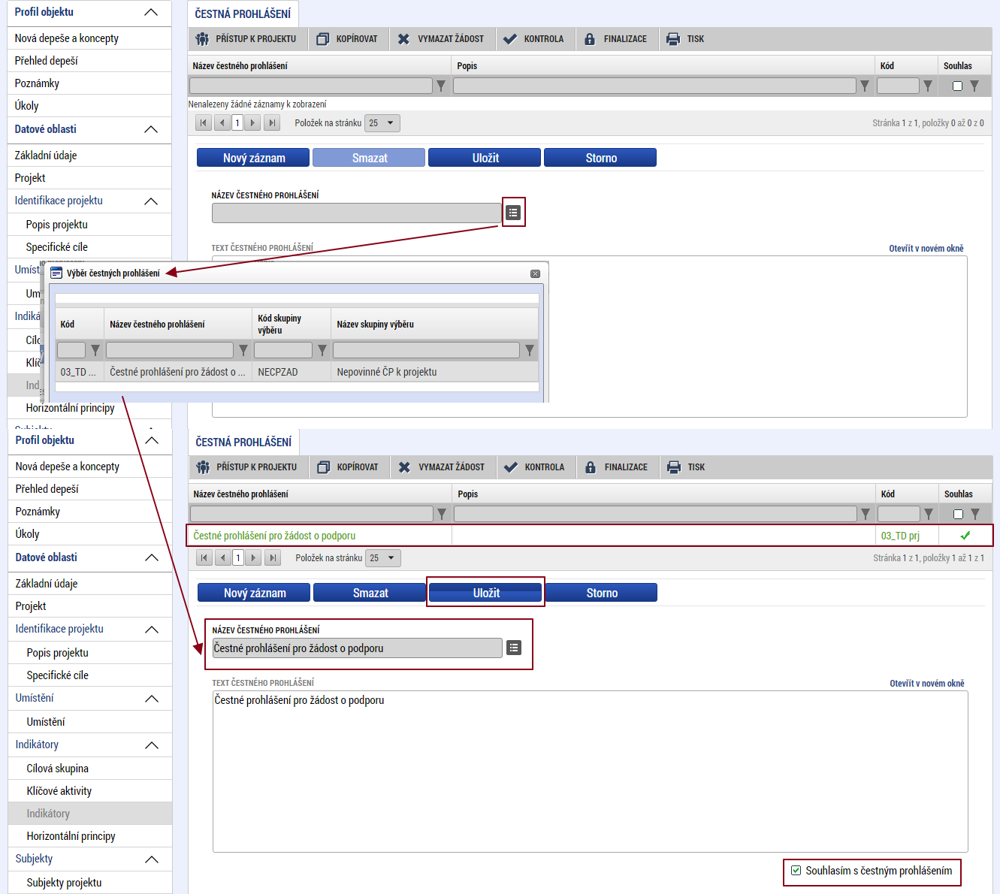 Profil objektu
Nová depeše a koncepty
Přehled depeší
Poznámky
Úkoly
Datové oblasti
Základní údaje
Projekt
Identifikace projektu
Popis projektu
Specifické cíle
Umíst
Um
Indiká
Cílo
Klíč
Ind
Horizontální principy
ČESTNÁ PROHLÁŠENÍ
PŘÍSTUP K PROJEKTU KOPÍROVAT VYMAZAT ŽÁDOST KONTROLA FINALIZACE TISK
Název čestného prohlášení Popis Kód Souhlas
Nenalezeny žádné záznamy k zobrazení
1 Položek na stránku 25 Stránka 1 z 1, položky 0 až 0 z 0
Nový záznam Smazat Uložit Storno
NÁZEV ČESTNÉHO PROHLÁŠENÍ
TEXT ČESTNÉHO PROHLÁŠENÍ Otevřít v novém okně
Výběr čestných prohlášení
Kód Název čestného prohlášení Kód skupiny výběru Název skupiny výběru
03_TD ... Čestné prohlášení pro žádost o ... NECPZAD Nepovinné ČP k projektu
Profil objektu
Nová depeše a koncepty
Přehled depeší
Poznámky
Úkoly
Datové oblasti
Základní údaje
Projekt
Identifikace projektu
Popis projektu
Specifické cíle
Umístění
Umístění
Indikátory
Cílová skupina
Klíčové aktivity
Indikátory
Horizontální principy
Subjekty
Subjekty projektu
ČESTNÁ PROHLÁŠENÍ
PŘÍSTUP K PROJEKTU KOPÍROVAT VYMAZAT ŽÁDOST KONTROLA FINALIZACE TISK
Název čestného prohlášení Popis Kód Souhlas
Čestné prohlášení pro žádost o podporu 03_TD prj
1 Položek na stránku 25 Stránka 1 z 1, položky 1 až 1 z 1
Nový záznam Smazat Uložit Storno
NÁZEV ČESTNÉHO PROHLÁŠENÍ
Čestné prohlášení pro žádost o podporu
TEXT ČESTNÉHO PROHLÁŠENÍ Otevřít v novém okně
Čestné prohlášení pro žádost o podporu
Souhlasím s čestným prohlášením